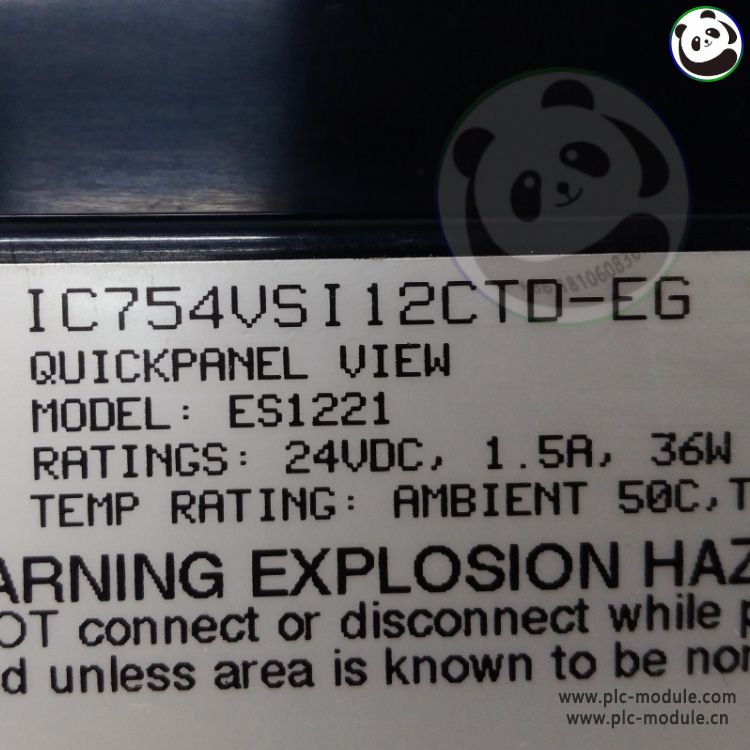 IC754VSI12CTD-EG
QUICKPANEL VIEW
MODEL: ES1221
RATINGS: 24VDC, 1.5A, 36W
TEMP RATING: AMBIENT 50C,T
ARNING EXPLOSION HAZ
OT connect or disconnect while p
d unless area is known to be non
www.plc-module.com
www.plc-module.cn